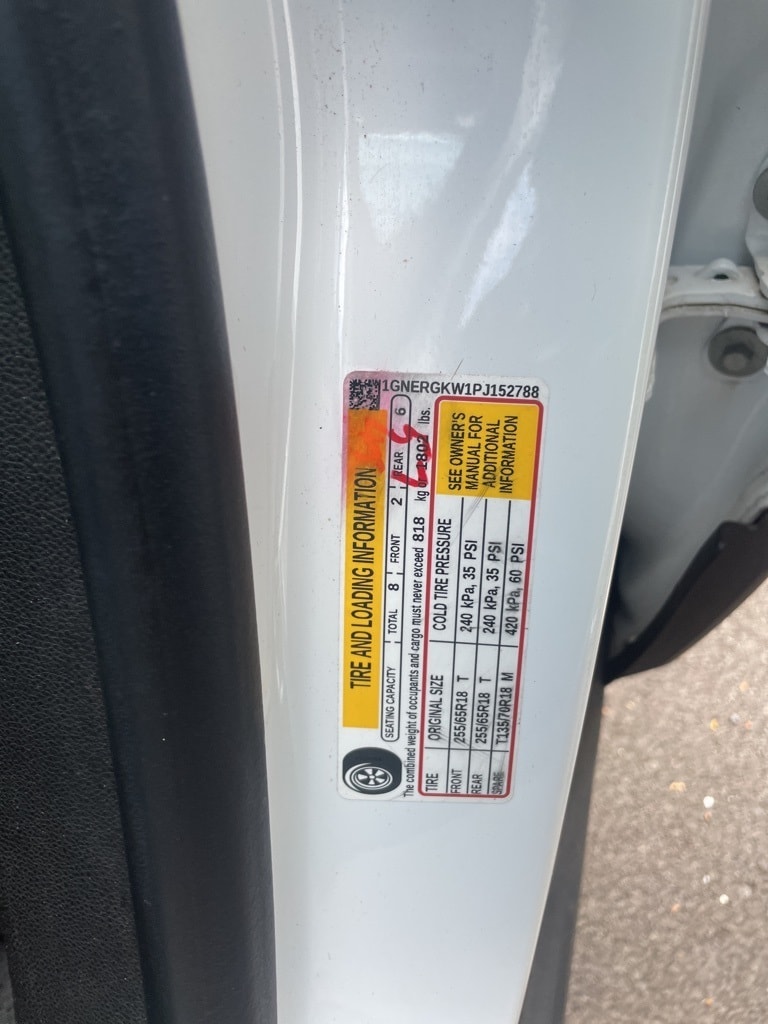 1GNERGKW1PJ152788
TIRE AND LOADING INFORMATION
SEATING CAPACITY TOTAL 8 FRONT 2 REAR 6
The combined weight of occupants and cargo must never exceed 818 kg or 1803 lbs.
TIRE ORIGINAL SIZE COLD TIRE PRESSURE
FRONT 255/65R18 T 240 kPa, 35 PSI
REAR 255/65R18 T 240 kPa, 35 PSI
SPARE T135/70R18 M 420 kPa, 60 PSI
SEE OWNER'S
MANUAL FOR
ADDITIONAL
INFORMATION